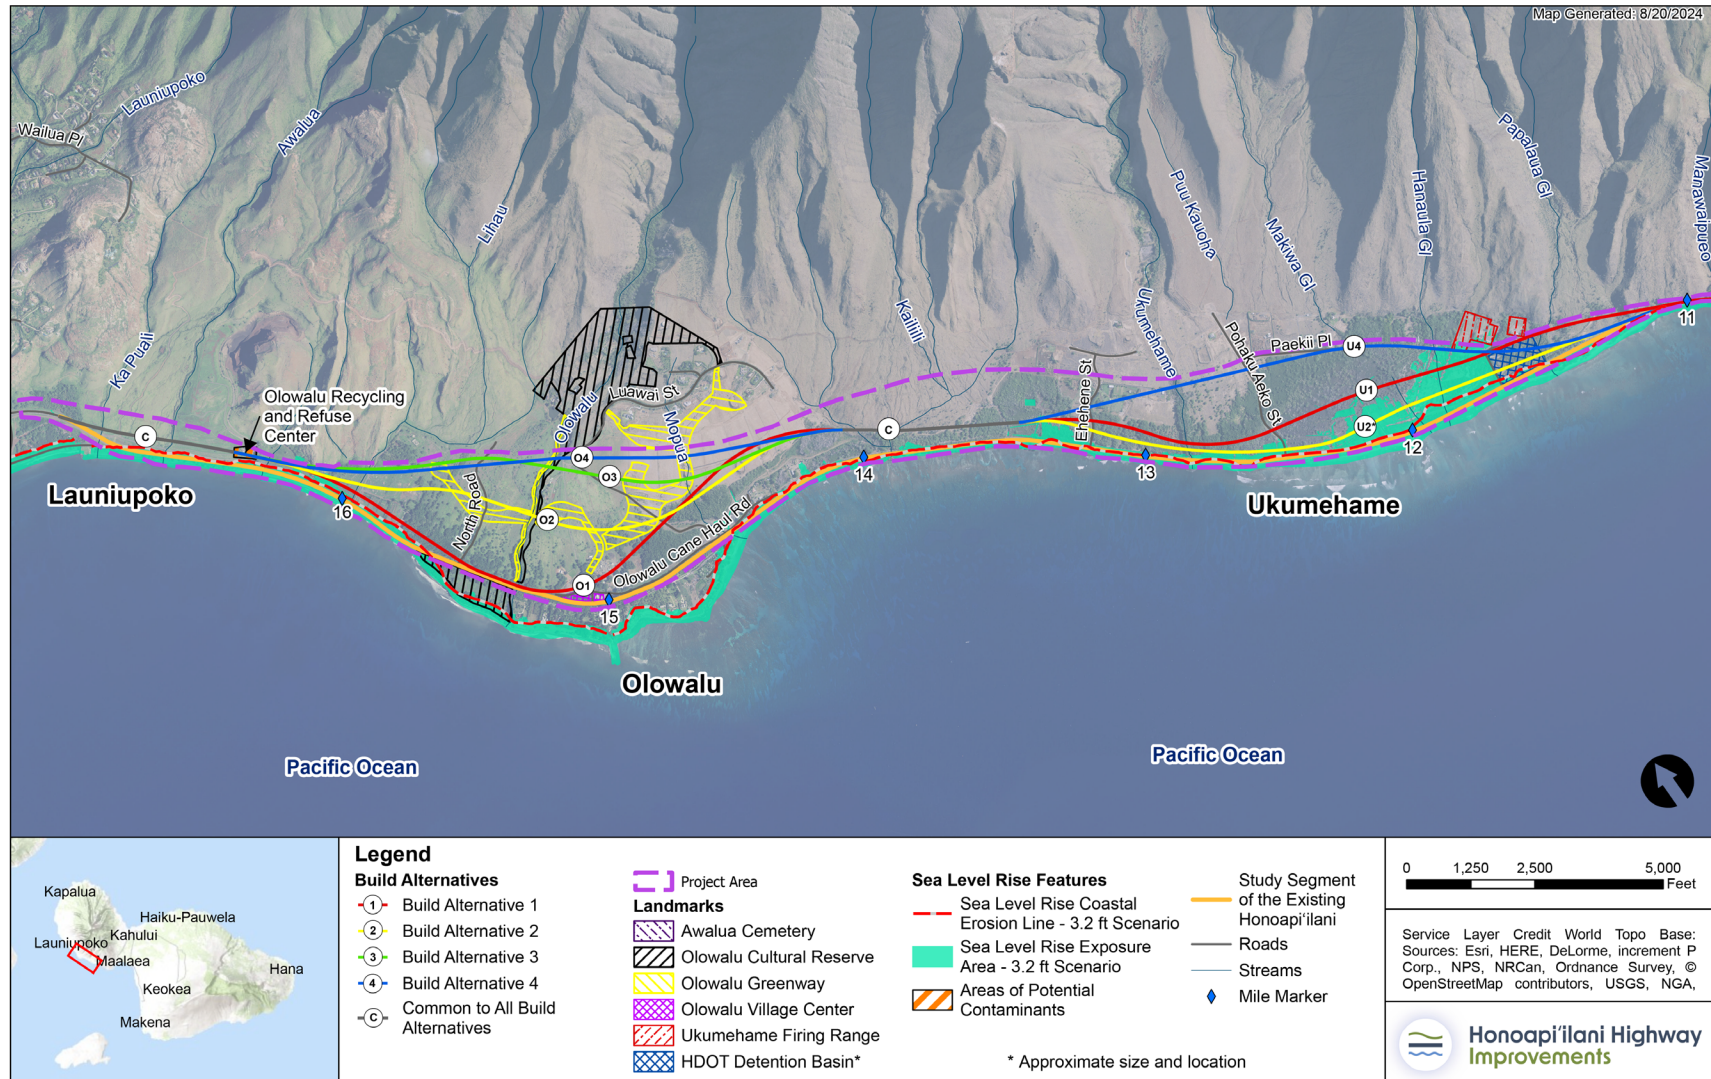 Map Generated: 8/20/2024
Launiupoko
Wailua Pl
Awalua
Lihau
Ka Puali
Kailiili
Puu Kauoha
Ukumehame
Makiwa Gl
Hanaula Gl
Papalaua Gl
Manawaipueo
Olowalu Recycling
and Refuse
Center
Luawai St
Olowalu
Mopua
North Road
Olowalu Cane Haul Rd
Ehehene St
Pohaku Aeko St
Paekii Pl
C
O4
O3
O2
O1
C
U4
U1
U2*
16
15
14
13
12
11
Launiupoko
Olowalu
Ukumehame
Pacific Ocean
Pacific Ocean
Kapalua
Haiku-Pauwela
Kahului
Launiupoko
Maalaea
Hana
Keokea
Makena
Legend
Build Alternatives
1 Build Alternative 1
2 Build Alternative 2
3 Build Alternative 3
4 Build Alternative 4
C Common to All Build
Alternatives
Project Area
Landmarks
Awalua Cemetery
Olowalu Cultural Reserve
Olowalu Greenway
Olowalu Village Center
Ukumehame Firing Range
HDOT Detention Basin*
Sea Level Rise Features
Sea Level Rise Coastal
Erosion Line - 3.2 ft Scenario
Sea Level Rise Exposure
Area - 3.2 ft Scenario
Areas of Potential
Contaminants
Study Segment
of the Existing
Honoapiʻilani
Roads
Streams
Mile Marker
* Approximate size and location
0 1,250 2,500 5,000
Feet
Service Layer Credit World Topo Base:
Sources: Esri, HERE, DeLorme, increment P
Corp., NPS, NRCan, Ordnance Survey, ©
OpenStreetMap contributors, USGS, NGA,
Honoapiʻilani Highway
Improvements